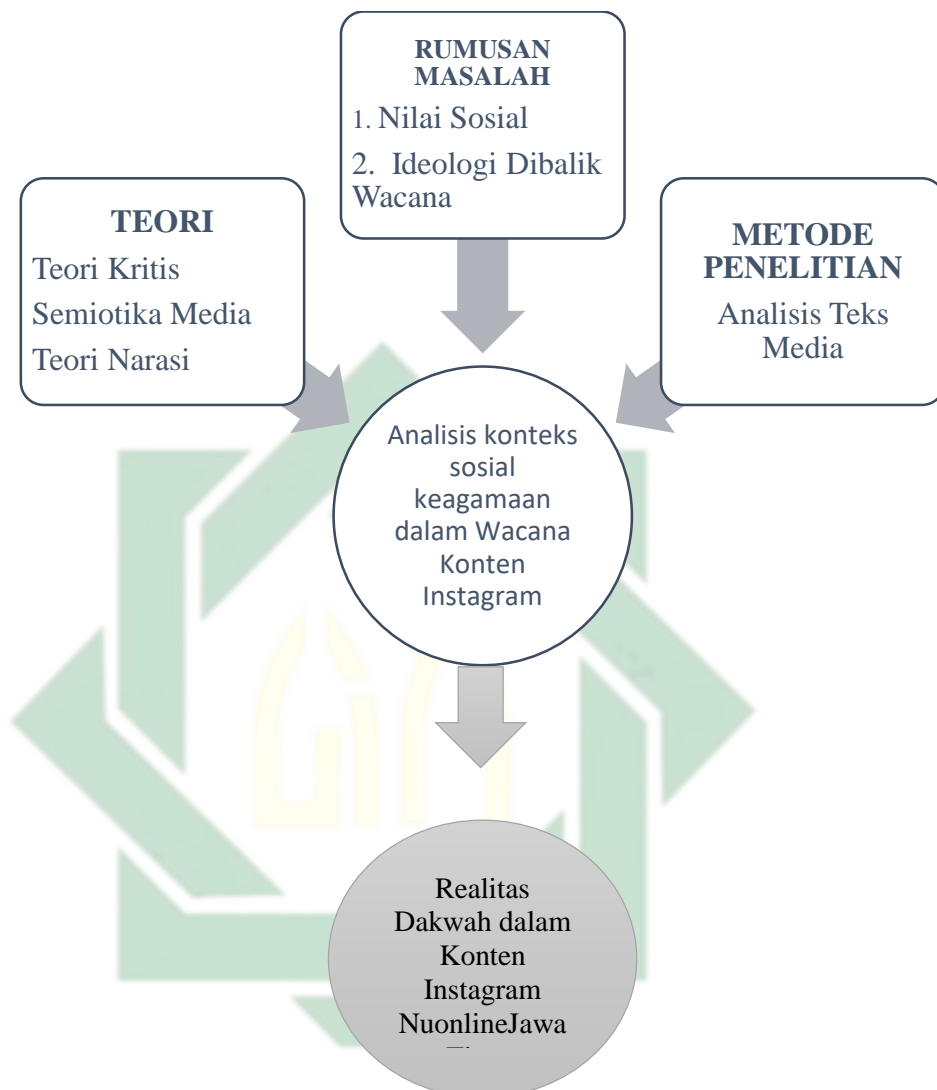 RUMUSAN
MASALAH
1. Nilai Sosial
2. Ideologi Dibalik
Wacana
TEORI
Teori Kritis
Semiotika Media
Teori Narasi
METODE
PENELITIAN
Analisis Teks
Media
Analisis konteks
sosial
keagamaan
dalam Wacana
Konten
Instagram
Realitas
Dakwah dalam
Konten
Instagram
NuonlineJawa